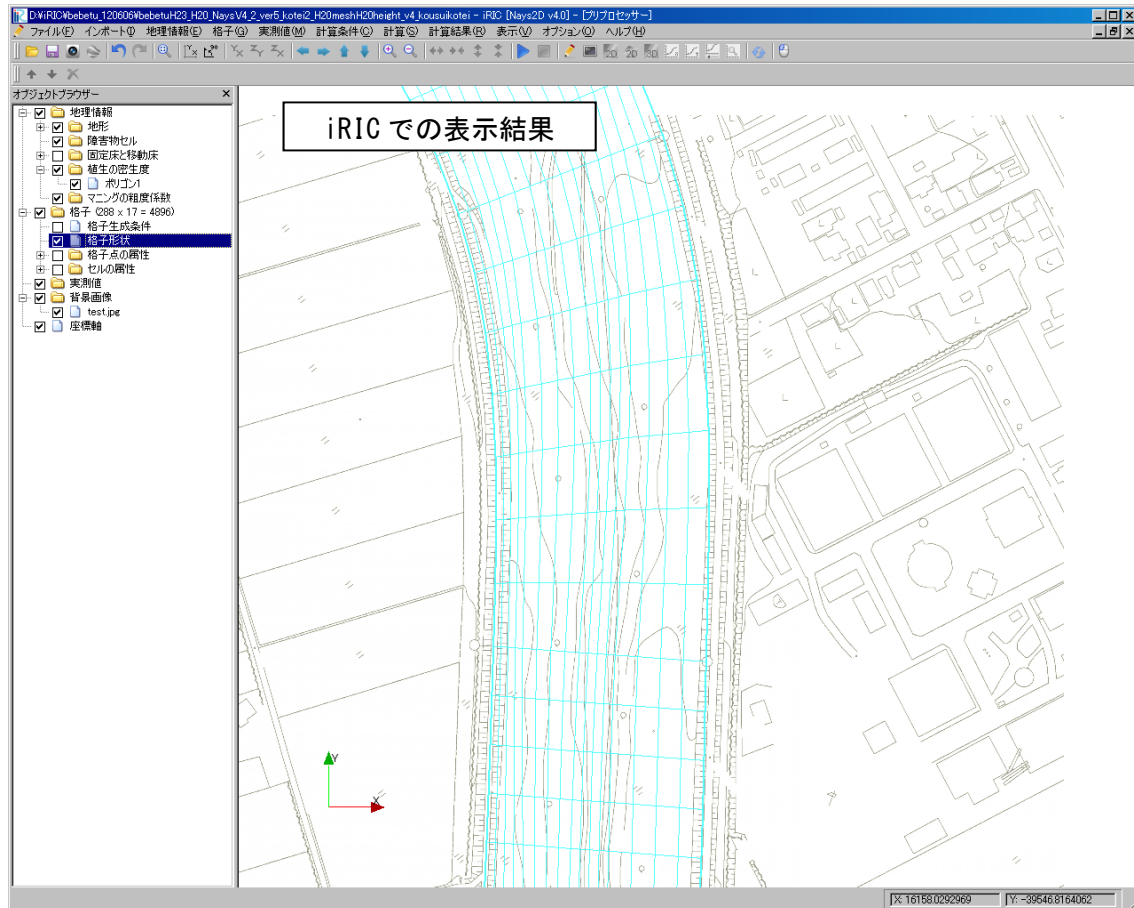 D:¥iRIC¥bebetu_120606¥bebetuH23_H20_NaysV4_2_ver5_kotei2_H20meshH20height_v4_kousuikotei - iRIC [Nays2D v4.0] - [プリプロセッサー]
ファイル(F) インポート(I) 地理情報(E) 格子(G) 実測値(M) 計算条件(C) 計算(S) 計算結果(R) 表示(V) オプション(O) ヘルプ(H)
オブジェクトブラウザー
地理情報
地形
障害物セル
固定床と移動床
植生の密生度
ポリゴン1
マニングの粗度係数
格子 (288 x 17 = 4896)
格子生成条件
格子形状
格子点の属性
セルの属性
実測値
背景画像
test.jpg
座標軸
iRICでの表示結果
Y
X
X: 16158.0292969
Y: -39546.8164062